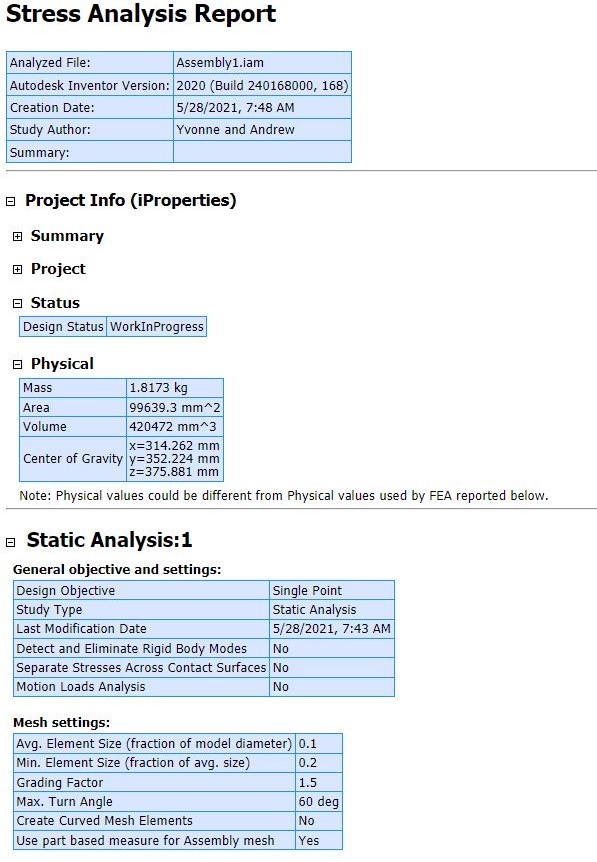 Stress Analysis Report
Analyzed File: Assembly1.iam
Autodesk Inventor Version: 2020 (Build 240168000, 168)
Creation Date: 5/28/2021, 7:48 AM
Study Author: Yvonne and Andrew
Summary:
Project Info (iProperties)
Summary
Project
Status
Design Status WorkInProgress
Physical
Mass 1.8173 kg
Area 99639.3 mm^2
Volume 420472 mm^3
Center of Gravity x=314.262 mm
y=352.224 mm
z=375.881 mm
Note: Physical values could be different from Physical values used by FEA reported below.
Static Analysis:1
General objective and settings:
Design Objective Single Point
Study Type Static Analysis
Last Modification Date 5/28/2021, 7:43 AM
Detect and Eliminate Rigid Body Modes No
Separate Stresses Across Contact Surfaces No
Motion Loads Analysis No
Mesh settings:
Avg. Element Size (fraction of model diameter) 0.1
Min. Element Size (fraction of avg. size) 0.2
Grading Factor 1.5
Max. Turn Angle 60 deg
Create Curved Mesh Elements No
Use part based measure for Assembly mesh Yes